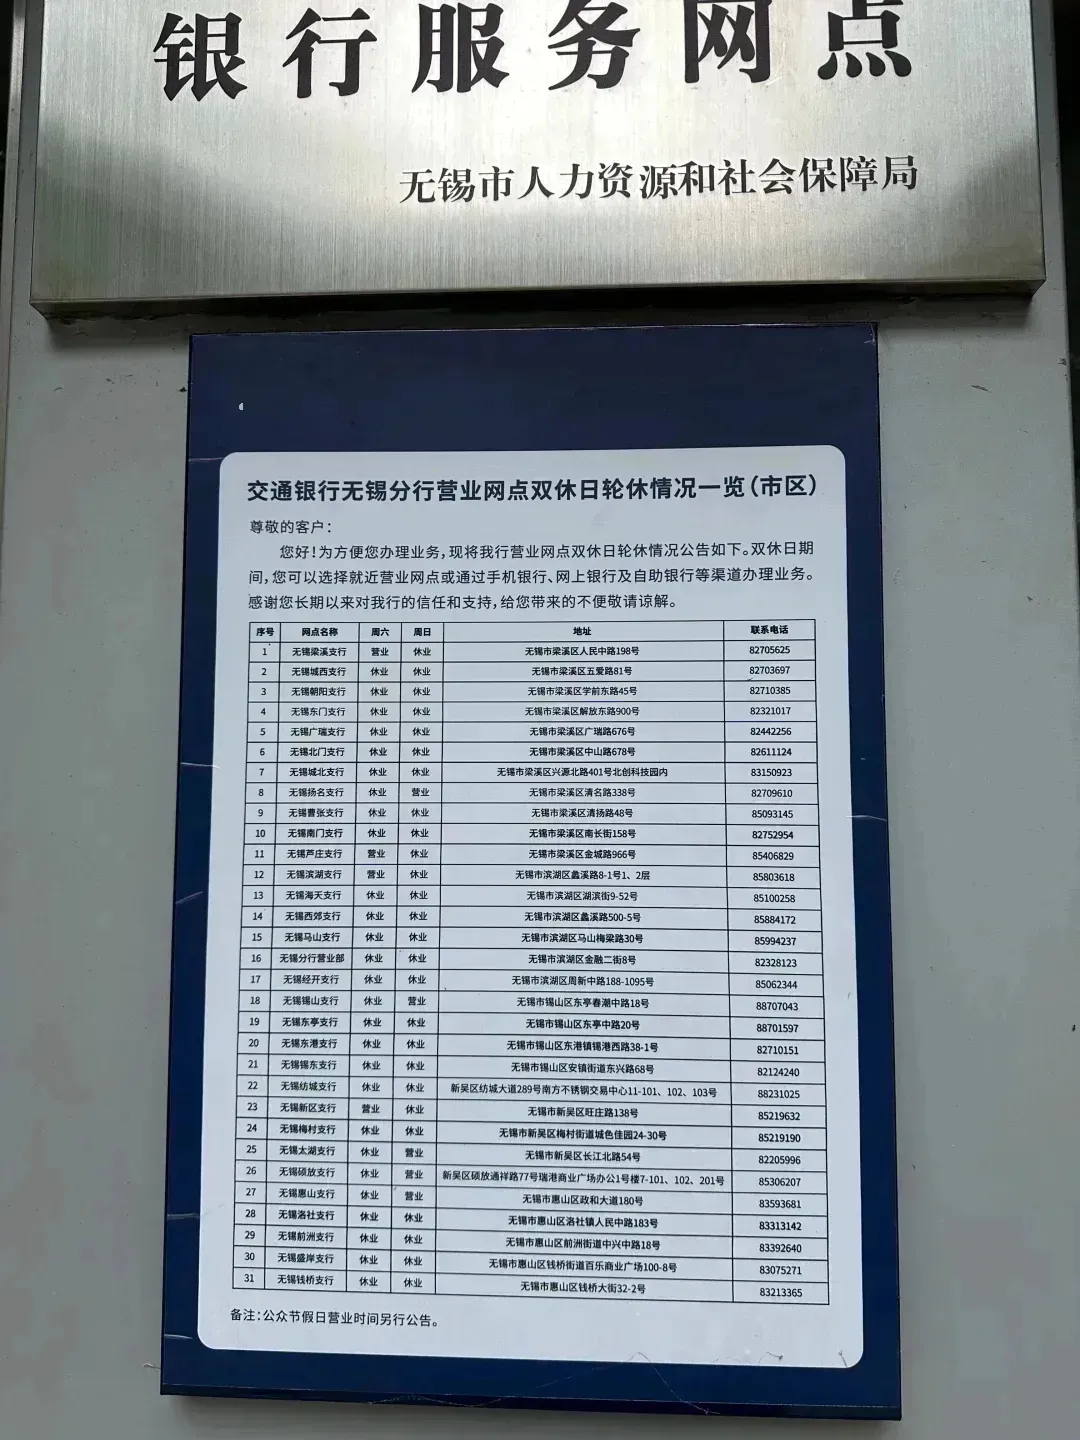 银行服务网点
无锡市人力资源和社会保障局
交通银行无锡分行营业网点双休日轮休情况一览（市区）
尊敬的客户：
您好！为方便您办理业务，现将我行营业网点双休日轮休情况公告如下。双休日期
间，您可以选择就近营业网点或通过手机银行、网上银行及自助银行等渠道办理业务。
感谢您长期以来对我行的信任和支持，给您带来的不便敬请谅解。
序号 网点名称 周六 周日 地址 联系电话
1 无锡梁溪支行 营业 休业 无锡市梁溪区人民中路198号 82705625
2 无锡城西支行 休业 休业 无锡市梁溪区五爱路81号 82703697
3 无锡朝阳支行 休业 休业 无锡市梁溪区学前东路45号 82710385
4 无锡东门支行 休业 休业 无锡市梁溪区解放东路900号 82321017
5 无锡广瑞支行 休业 休业 无锡市梁溪区广瑞路676号 82442256
6 无锡北门支行 休业 休业 无锡市梁溪区中山路678号 82611124
7 无锡城北支行 休业 休业 无锡市梁溪区兴源北路401号北创科技园内 83150923
8 无锡扬名支行 休业 营业 无锡市梁溪区清名路338号 82709610
9 无锡曹张支行 休业 休业 无锡市梁溪区清扬路48号 85093145
10 无锡南门支行 休业 休业 无锡市梁溪区南长街158号 82752954
11 无锡芦庄支行 营业 休业 无锡市梁溪区金城路966号 85406829
12 无锡滨湖支行 营业 休业 无锡市滨湖区蠡溪路8-1号1、2层 85803618
13 无锡海天支行 休业 休业 无锡市滨湖区湖滨街9-52号 85100258
14 无锡西郊支行 休业 休业 无锡市滨湖区蠡溪路500-5号 85884172
15 无锡马山支行 休业 休业 无锡市滨湖区马山梅梁路30号 85994237
16 无锡分行营业部 休业 休业 无锡市滨湖区金融二街8号 82328123
17 无锡经开支行 休业 休业 无锡市滨湖区周新中路188-1095号 85062344
18 无锡锡山支行 休业 营业 无锡市锡山区东亭春潮中路18号 88707043
19 无锡东亭支行 休业 休业 无锡市锡山区东亭中路20号 88701597
20 无锡东港支行 休业 休业 无锡市锡山区东港镇锡港西路38-1号 82710151
21 无锡锡东支行 休业 休业 无锡市锡山区安镇街道东兴路68号 82124240
22 无锡纺城支行 休业 休业 新吴区纺城大道289号南方不锈钢交易中心11-101、102、103号 88231025
23 无锡新区支行 营业 休业 无锡市新吴区旺庄路138号 85219632
24 无锡梅村支行 休业 休业 无锡市新吴区梅村街道城色佳园24-30号 85219190
25 无锡太湖支行 休业 营业 无锡市新吴区长江北路54号 82205996
26 无锡硕放支行 休业 营业 新吴区硕放通祥路77号瑞港商业广场办公1号楼7-101、102、201号 85306207
27 无锡惠山支行 休业 营业 无锡市惠山区政和大道180号 83593681
28 无锡洛社支行 休业 休业 无锡市惠山区洛社镇人民中路183号 83313142
29 无锡前洲支行 休业 休业 无锡市惠山区前洲街道中兴中路18号 83392640
30 无锡盛岸支行 休业 休业 无锡市惠山区钱桥街道百乐商业广场100-8号 83075271
31 无锡钱桥支行 休业 休业 无锡市惠山区钱桥大街32-2号 83213365
备注：公众节假日营业时间另行公告。